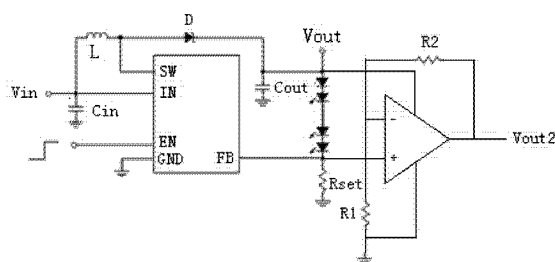 D
Vout
R2
L
SW
Vin
IN
Cin
Cout
EN
GND
FB
-
+
Vout2
Rset
R1